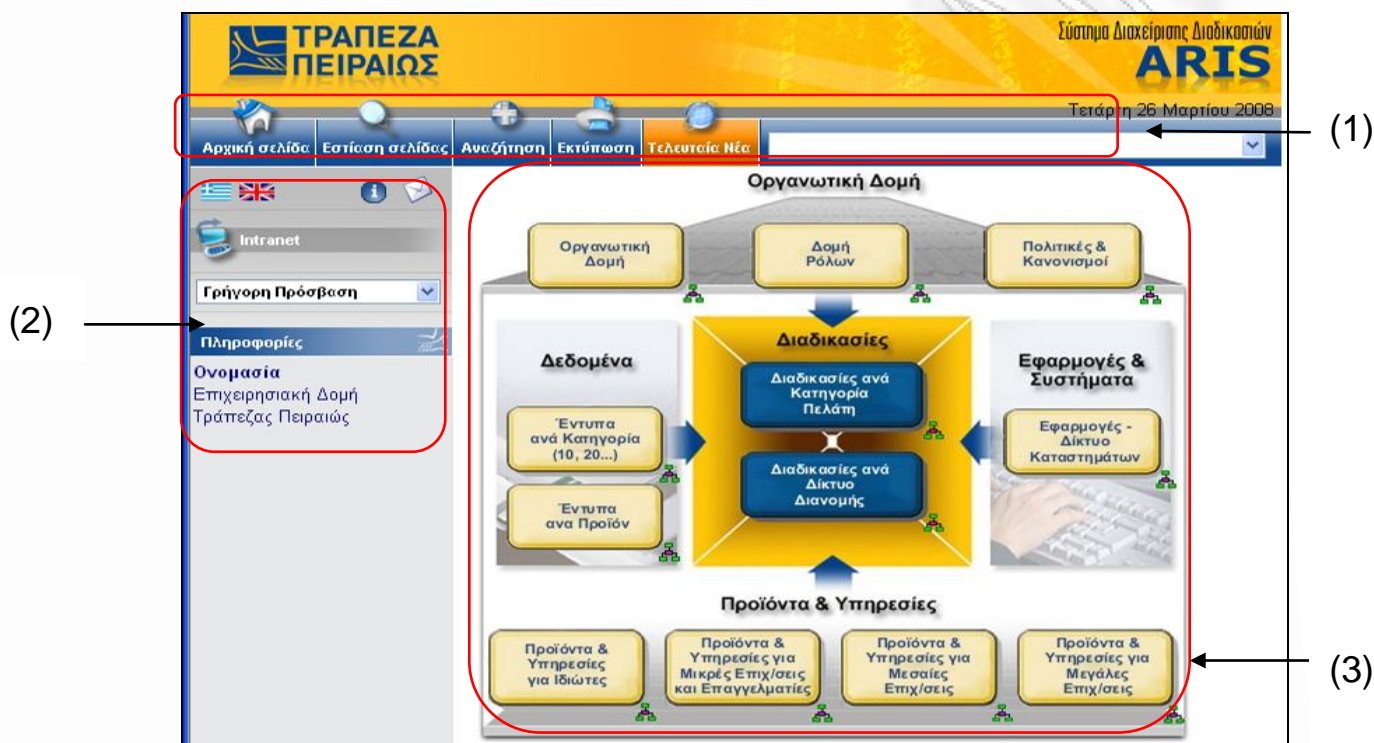 ΤΡΑΠΕΖΑ
ΠΕΙΡΑΙΩΣ
Σύστημα Διαχείρισης Διαδικασιών
ARIS
Τετάρτη 26 Μαρτίου 2008
(1)
Αρχική σελίδα Εστίαση σελίδας Αναζήτηση Εκτύπωση Τελευταία Νέα
Intranet
Γρήγορη Πρόσβαση
(2)
Πληροφορίες
Ονομασία
Επιχειρησιακή Δομή
Τράπεζας Πειραιώς
Οργανωτική Δομή
Οργανωτική
Δομή
Δομή
Ρόλων
Πολιτικές &
Κανονισμοί
Δεδομένα
Έντυπα
ανά Κατηγορία
(10, 20...)
Έντυπα
ανα Προϊόν
Διαδικασίες
Διαδικασίες ανά
Κατηγορία
Πελάτη
Διαδικασίες ανά
Δίκτυο
Διανομής
Εφαρμογές &
Συστήματα
Εφαρμογές -
Δίκτυο
Καταστημάτων
Προϊόντα & Υπηρεσίες
Προϊόντα &
Υπηρεσίες
για Ιδιώτες
Προϊόντα &
Υπηρεσίες για
Μικρές Επιχ/σεις
και Επαγγελματίες
Προϊόντα &
Υπηρεσίες για
Μεσαίες
Επιχ/σεις
Προϊόντα &
Υπηρεσίες για
Μεγάλες
Επιχ/σεις
(3)